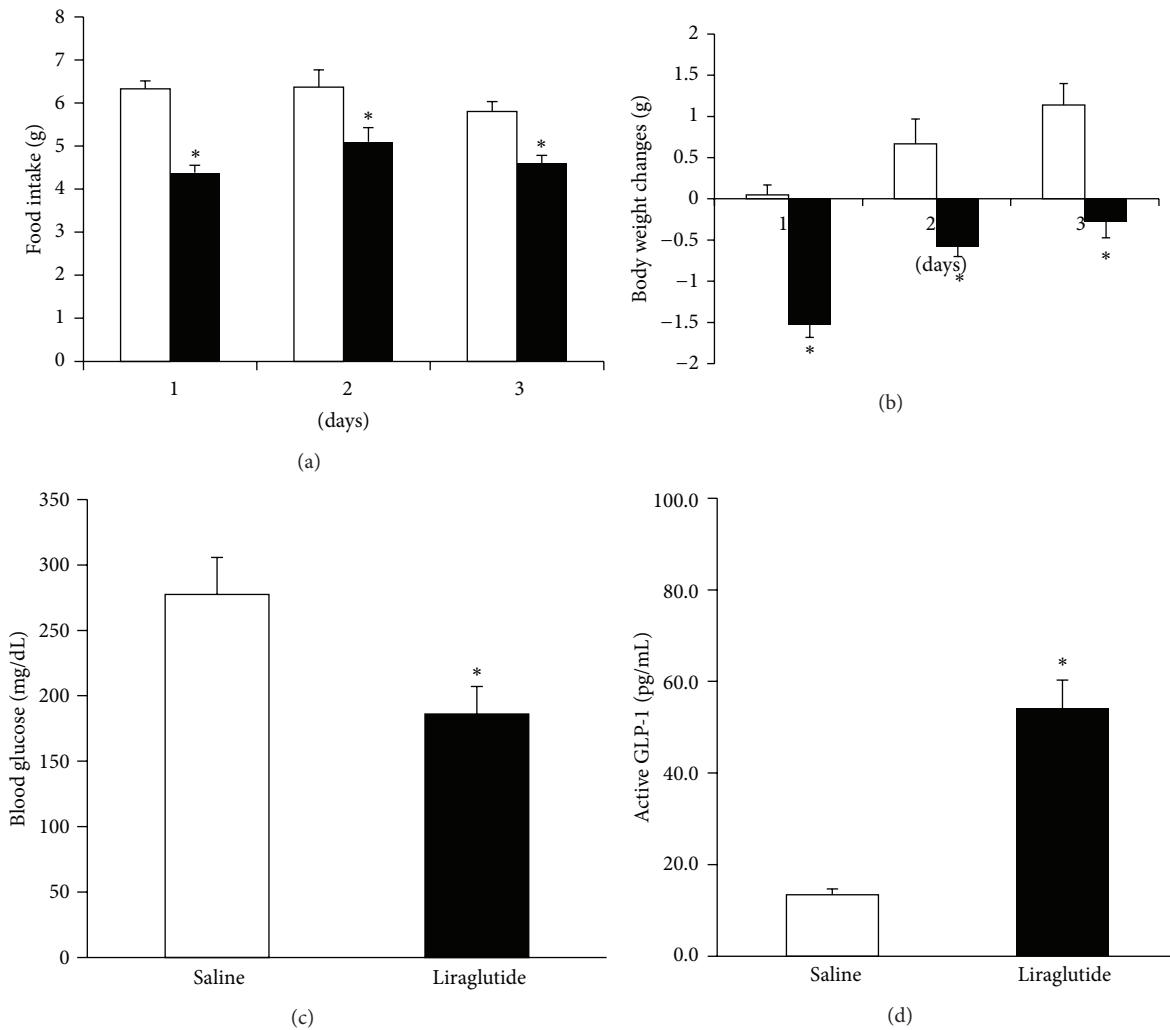 8
7
6
5
4
3
2
1
0
Food intake (g)
*
*
*
1 2 3
(days)
(a)
2
1.5
1
0.5
0
−0.5
−1
−1.5
−2
Body weight changes (g)
1 2 3
(days)
*
*
*
(b)
350
300
250
200
150
100
50
0
Blood glucose (mg/dL)
*
Saline Liraglutide
(c)
100.0
80.0
60.0
40.0
20.0
0.0
Active GLP-1 (pg/mL)
*
Saline Liraglutide
(d)